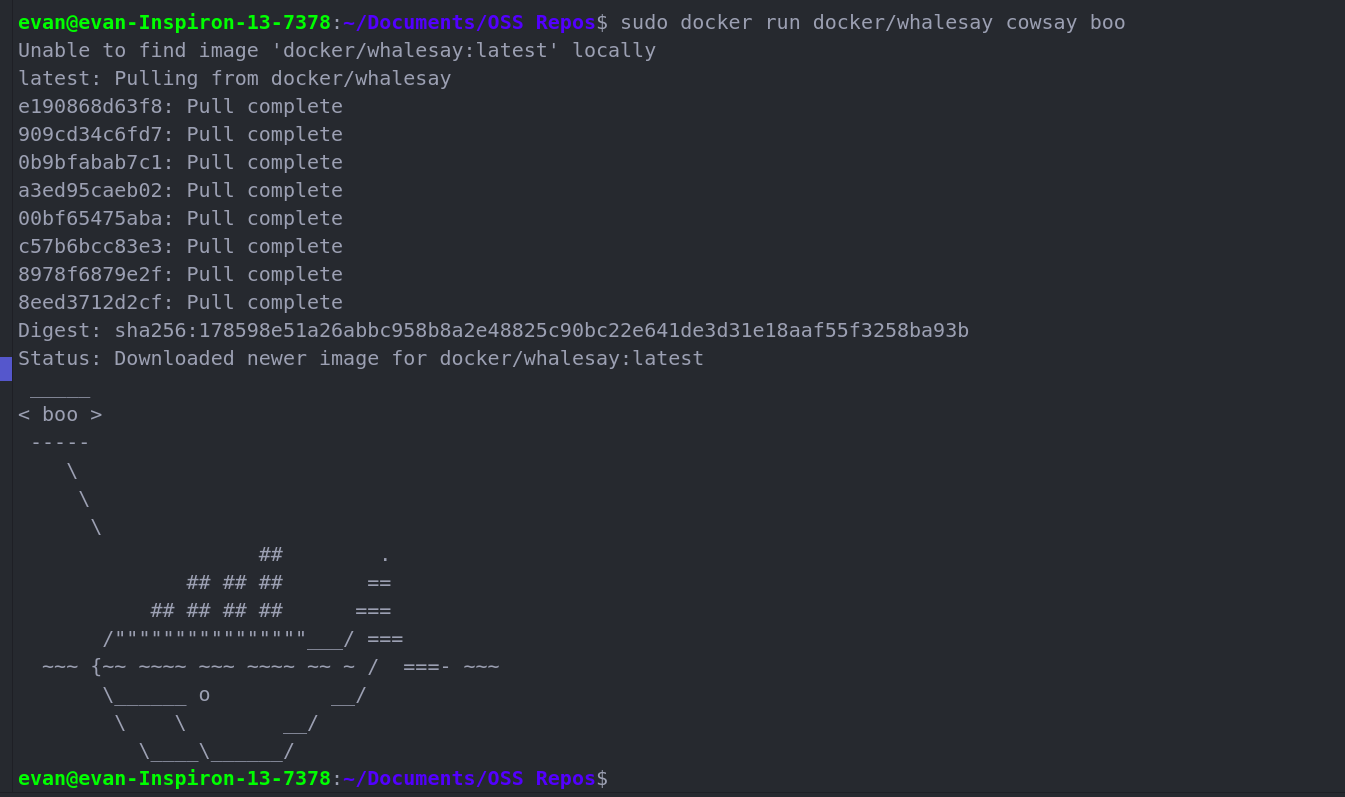 evan@evan-Inspiron-13-7378:~/Documents/OSS Repos$ sudo docker run docker/whalesay cowsay boo
Unable to find image 'docker/whalesay:latest' locally
latest: Pulling from docker/whalesay
e190868d63f8: Pull complete
909cd34c6fd7: Pull complete
0b9bfabab7c1: Pull complete
a3ed95caeb02: Pull complete
00bf65475aba: Pull complete
c57b6bcc83e3: Pull complete
8978f6879e2f: Pull complete
8eed3712d2cf: Pull complete
Digest: sha256:178598e51a26abbc958b8a2e48825c90bc22e641de3d31e18aaf55f3258ba93b
Status: Downloaded newer image for docker/whalesay:latest
 _____
< boo >
 -----
    \
     \
      \
                    ##        .
              ## ## ##       ==
           ## ## ## ##      ===
       /""""""""""""""""___/ ===
  ~~~ {~~ ~~~~ ~~~ ~~~~ ~~ ~ /  ===- ~~~
       \______ o          __/
        \    \        __/
          \____\______/
evan@evan-Inspiron-13-7378:~/Documents/OSS Repos$